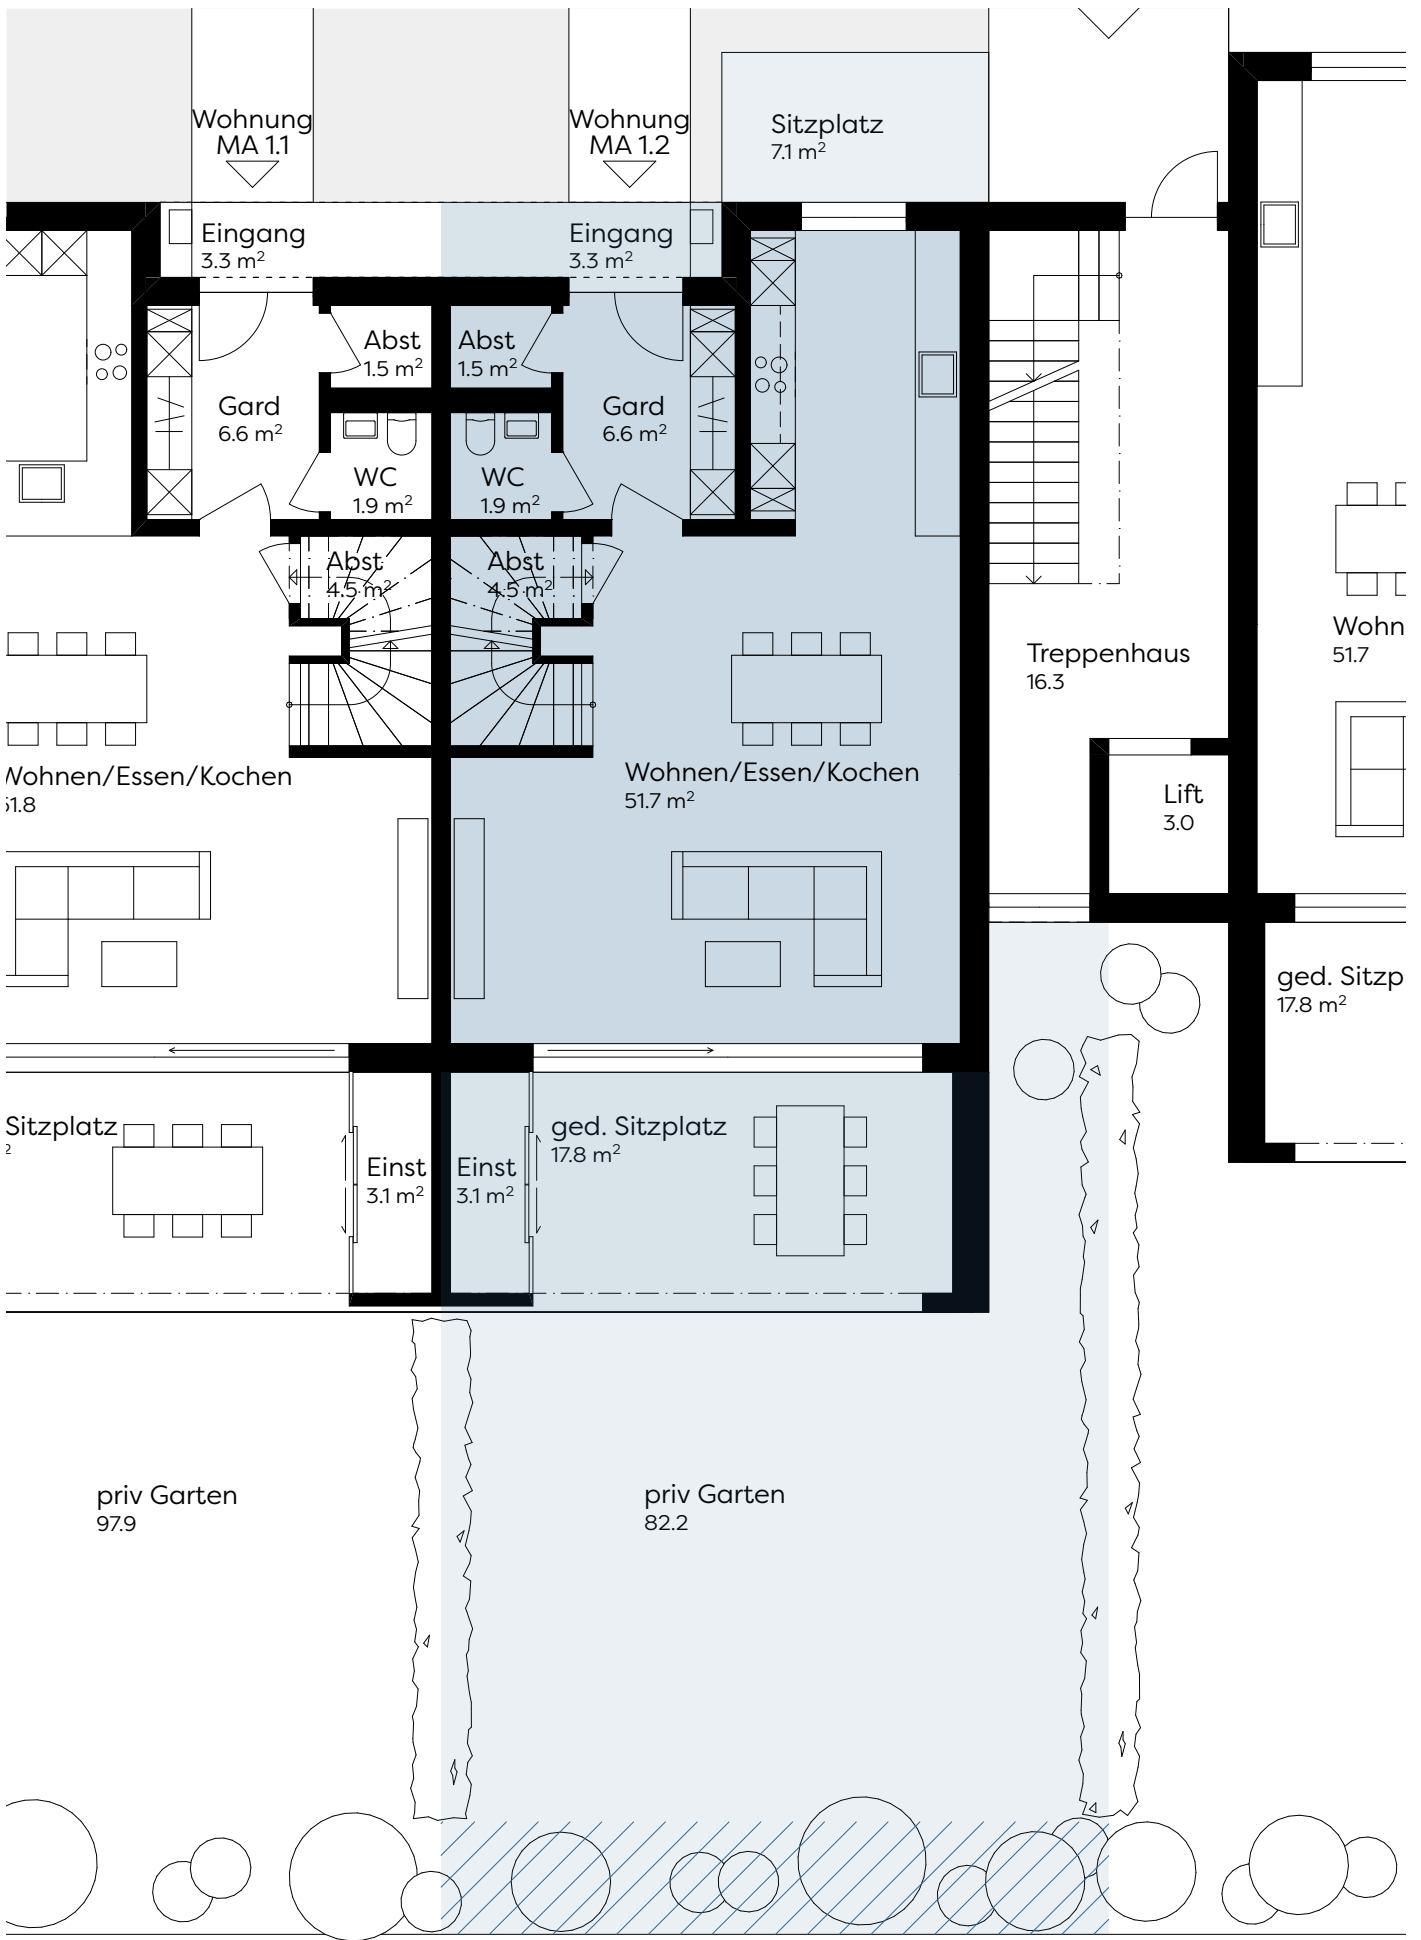 Wohnung
MA 1.1
Wohnung
MA 1.2
Sitzplatz
7.1 m²
Eingang
3.3 m²
Eingang
3.3 m²
Abst
1.5 m²
Abst
1.5 m²
Gard
6.6 m²
Gard
6.6 m²
WC
1.9 m²
WC
1.9 m²
Abst
4.5 m²
Abst
4.5 m²
Treppenhaus
16.3
Wohn
51.7
Wohnen/Essen/Kochen
51.8
Wohnen/Essen/Kochen
51.7 m²
Lift
3.0
ged. Sitzp
17.8 m²
Sitzplatz
²
Einst
3.1 m²
Einst
3.1 m²
ged. Sitzplatz
17.8 m²
priv Garten
97.9
priv Garten
82.2